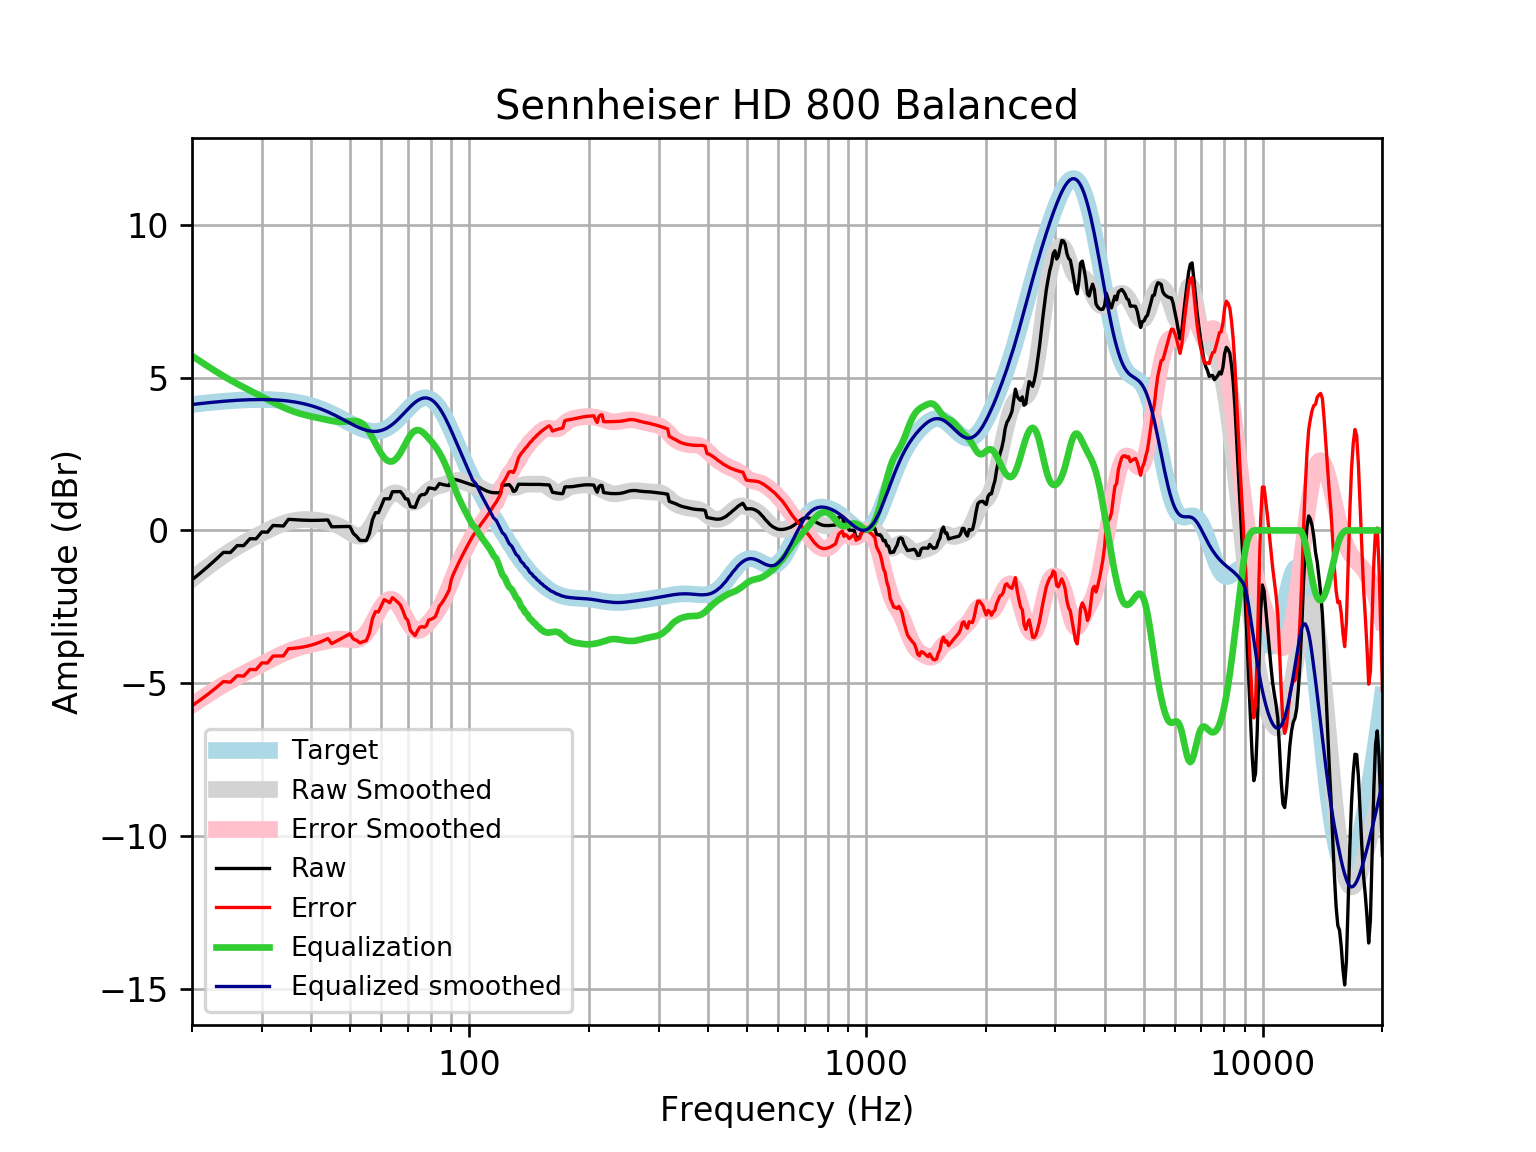 Sennheiser HD 800 Balanced
Amplitude (dBr)
10
5
0
−5
−10
−15
Target
Raw Smoothed
Error Smoothed
Raw
Error
Equalization
Equalized smoothed
100
1000
10000
Frequency (Hz)